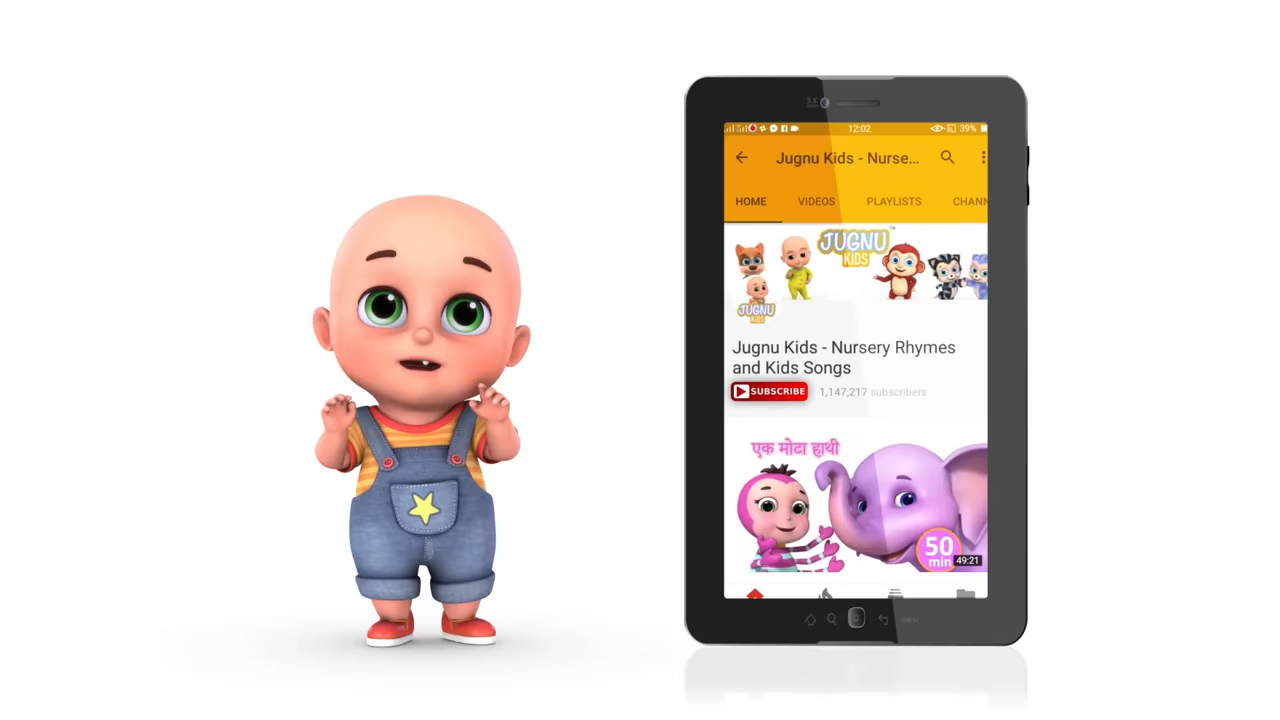 12:02
39%
Jugnu Kids - Nurse...
HOME VIDEOS PLAYLISTS CHANN
JUGNU
KIDS
JUGNU
KIDS
Jugnu Kids - Nursery Rhymes
and Kids Songs
SUBSCRIBE 1,147,217 subscribers
एक मोटा हाथी
50
min
49:21